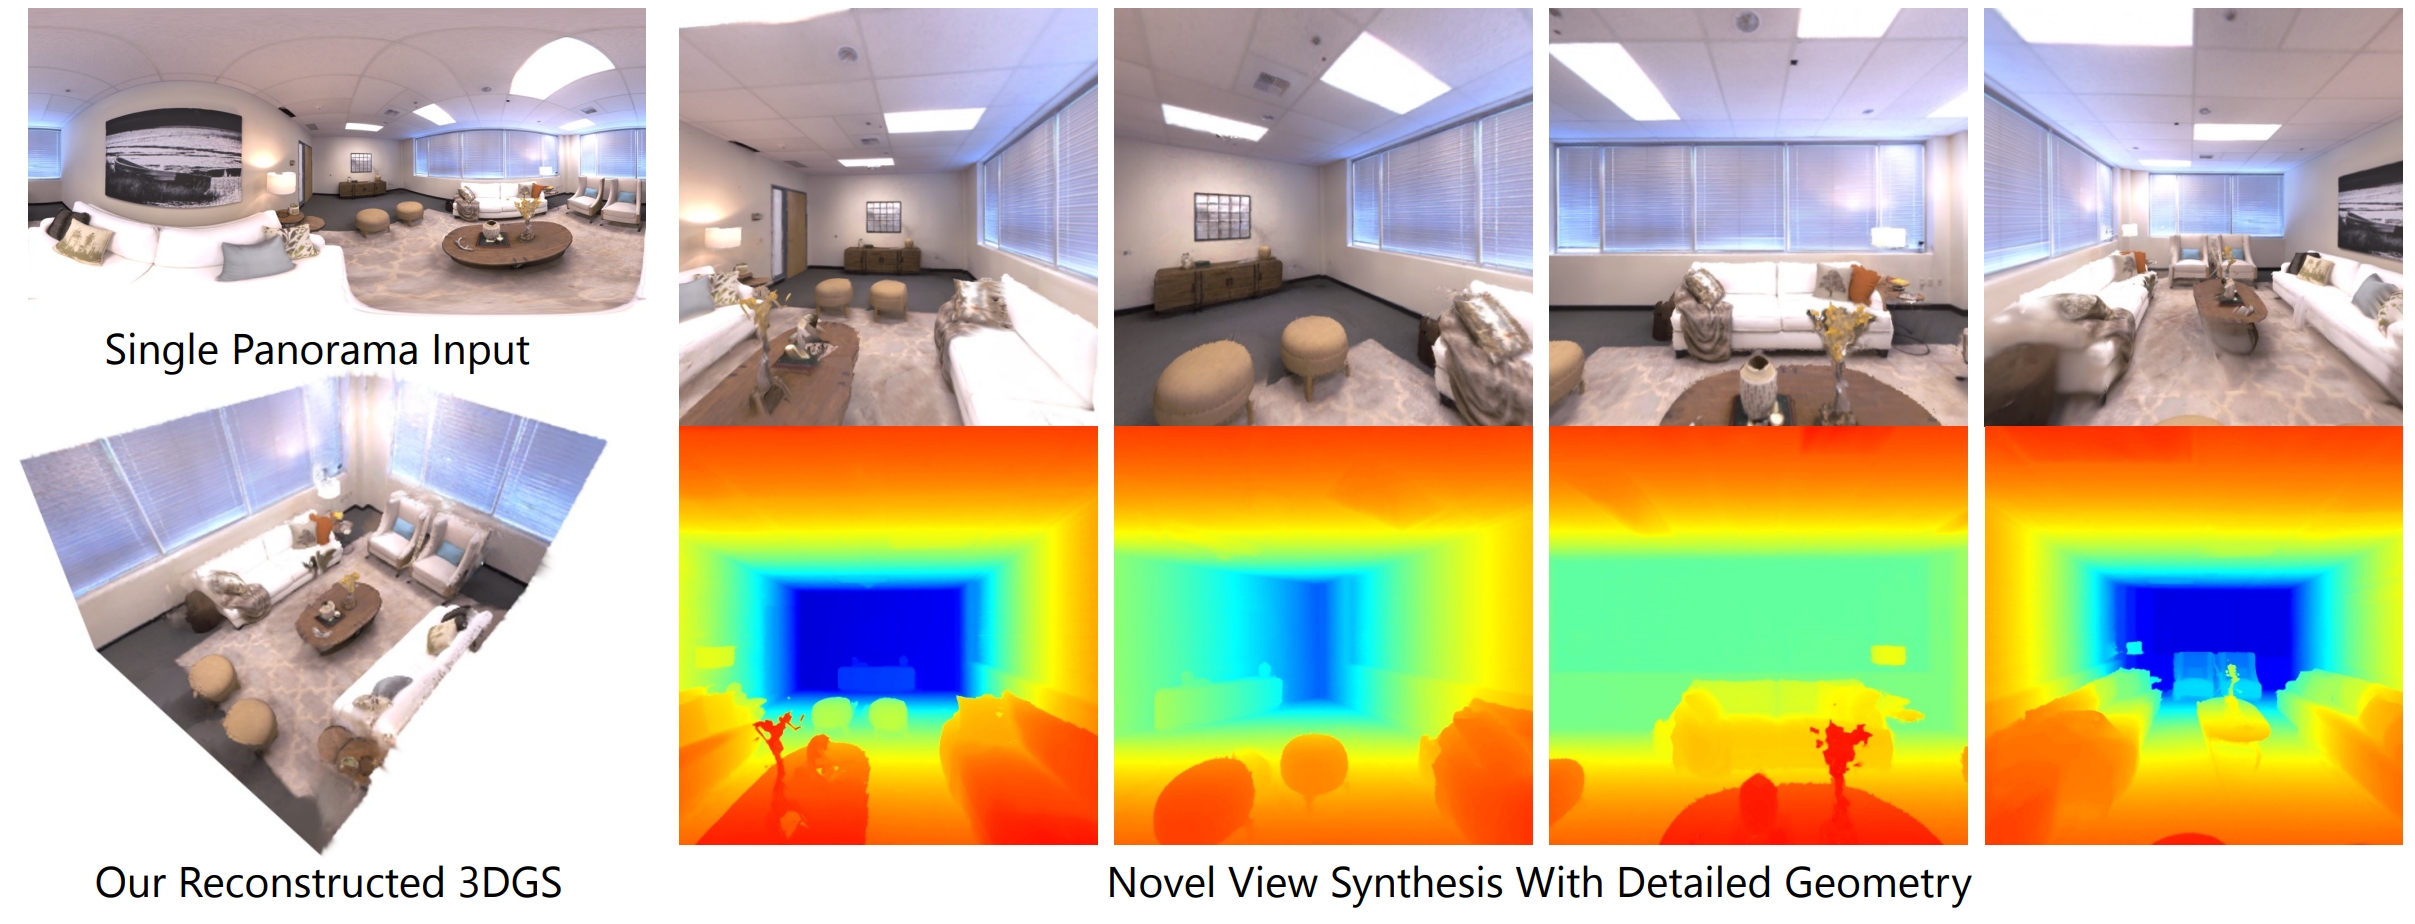 Single Panorama Input
Our Reconstructed 3DGS
Novel View Synthesis With Detailed Geometry